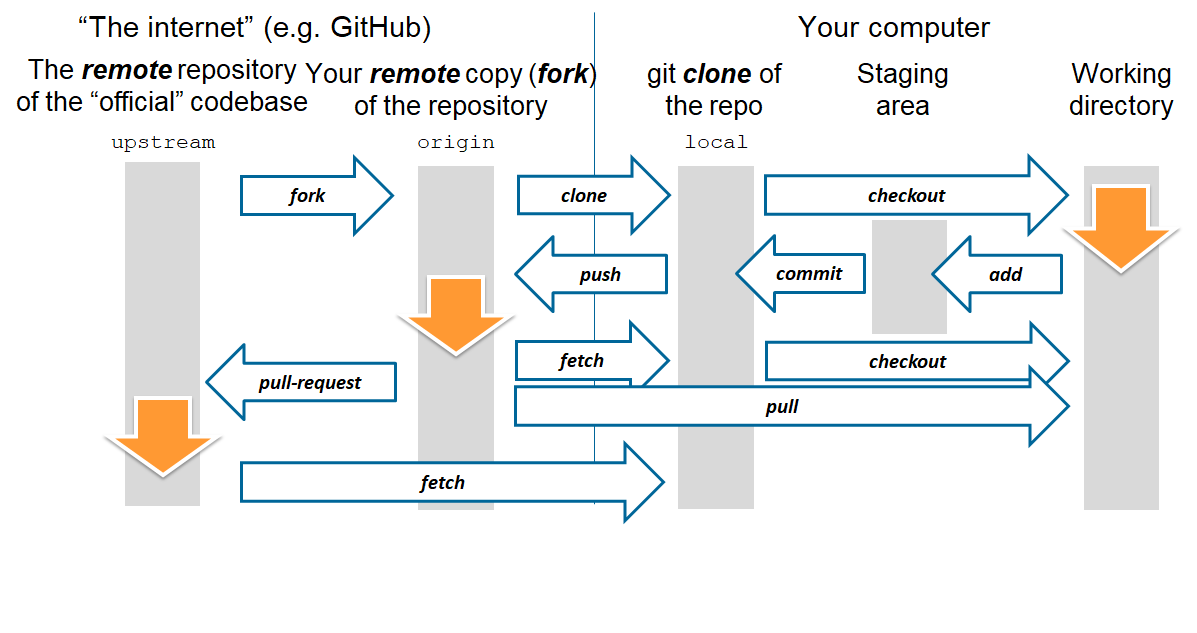 “The internet” (e.g. GitHub)
Your computer
The remote repository
of the “official” codebase
Your remote copy (fork)
of the repository
git clone of
the repo
Staging
area
Working
directory
upstream
origin
local
fork
clone
checkout
push
commit
add
fetch
checkout
pull-request
pull
fetch